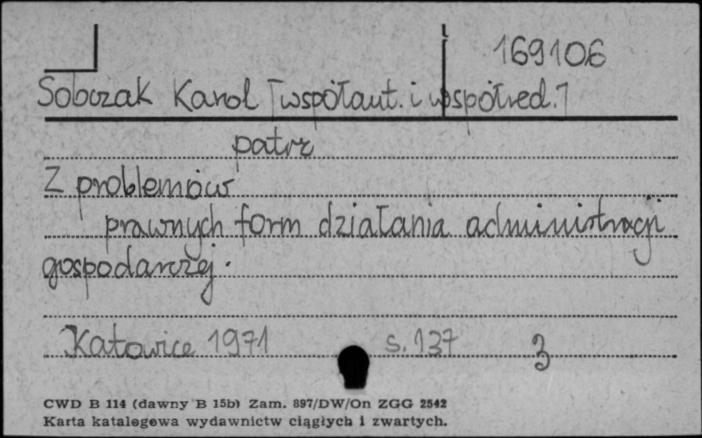 169106
Sobczak Karol [współaut. i współred.]
patrz
Z problemów
prawnych form działania administracji
gospodarczej.
Katowice 1971 s. 137 3
CWD B 114 (dawny B 15b) Zam. 897/DW/On ZGG 2542
Karta katalogowa wydawnictw ciągłych i zwartych.